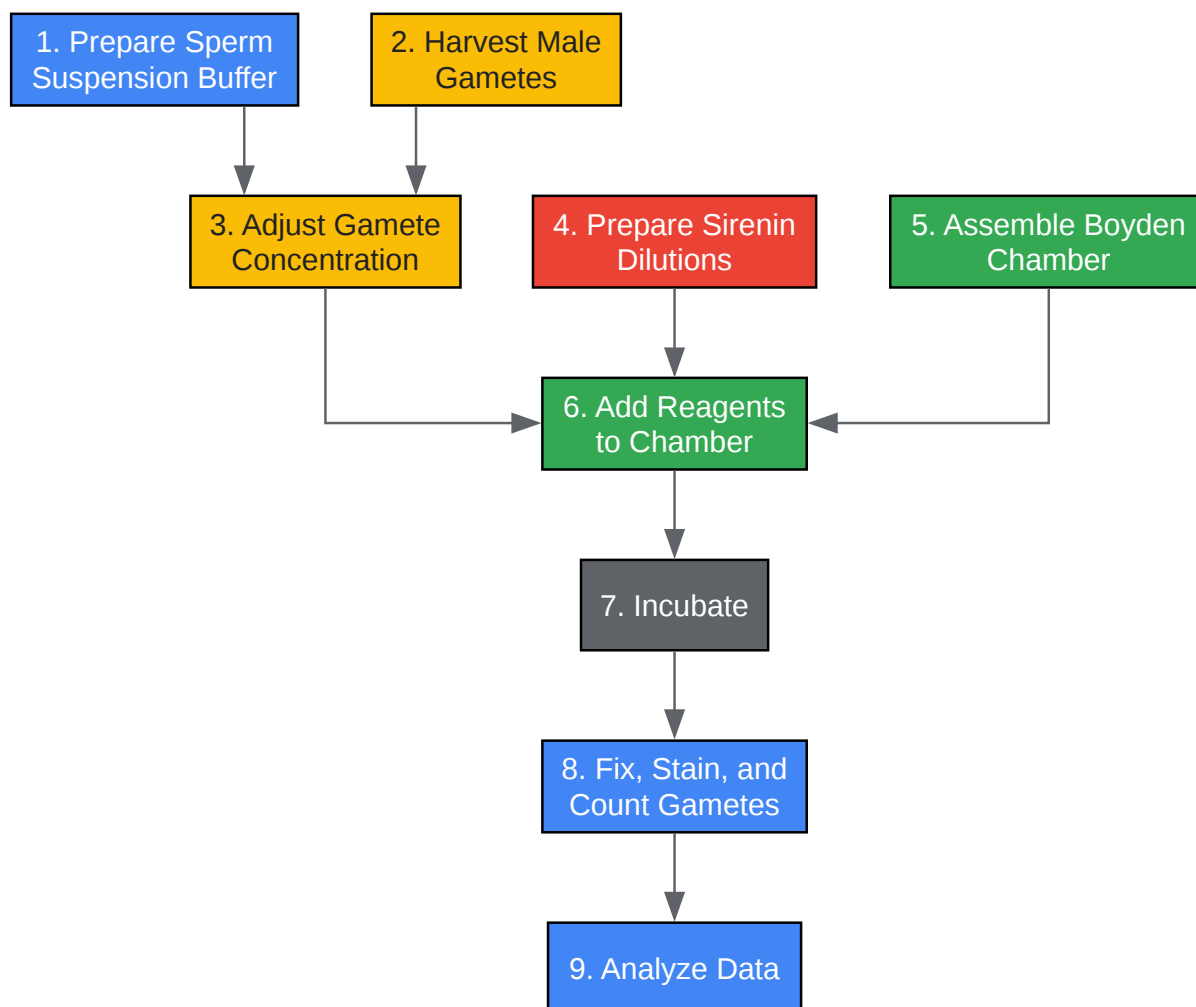 1. Prepare Sperm
Suspension Buffer
2. Harvest Male
Gametes
3. Adjust Gamete
Concentration
4. Prepare Sirenin
Dilutions
5. Assemble Boyden
Chamber
6. Add Reagents
to Chamber
7. Incubate
8. Fix, Stain, and
Count Gametes
9. Analyze Data